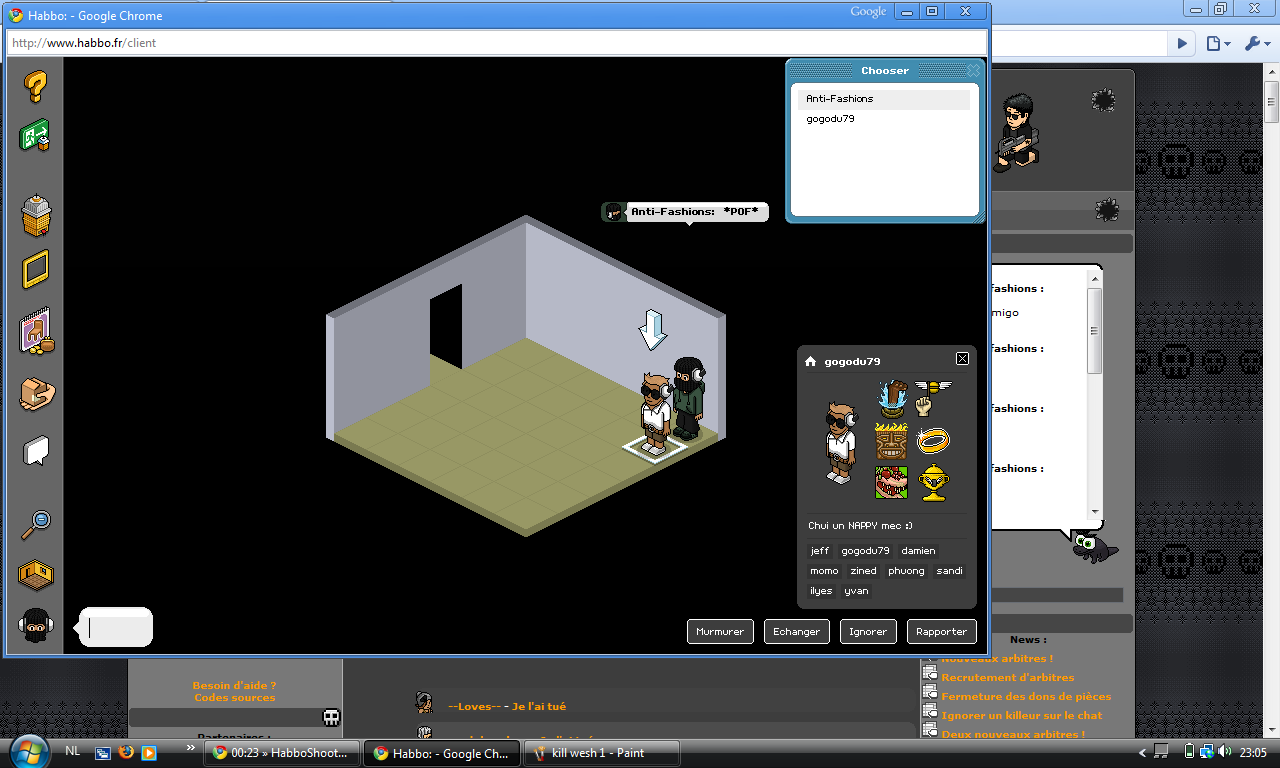 Habbo: - Google Chrome
Google
http://www.habbo.fr/client
Chooser
Anti-Fashions
gogodu79
Anti-Fashions: *POF*
ashions :
migo
ashions :
ashions :
ashions :
gogodu79
Chui un NAPPY mec :)
jeff gogodu79 damien
momo zined phuong sandi
ilyes yvan
Murmurer Echanger Ignorer Rapporter
News :
Nouveaux arbitres !
Recrutement d'arbitres
Fermeture des dons de pièces
Ignorer un killeur sur le chat
Deux nouveaux arbitres !
Besoin d'aide ?
Codes sources
Partenaires :
--Loves-- - Je l'ai tué
NL
»
00:23 » HabboShoot...
Habbo: - Google Ch...
kill wesh 1 - Paint
23:05